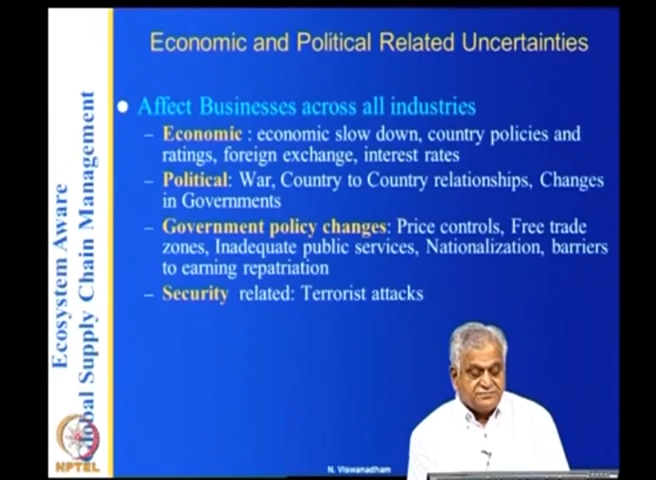 Economic and Political Related Uncertainties
Affect Businesses across all industries
– Economic : economic slow down, country policies and
ratings, foreign exchange, interest rates
– Political: War, Country to Country relationships, Changes
in Governments
– Government policy changes: Price controls, Free trade
zones, Inadequate public services, Nationalization, barriers
to earning repatriation
– Security related: Terrorist attacks
Ecosystem Aware
Global Supply Chain Management
NPTEL
N. Viswanadham